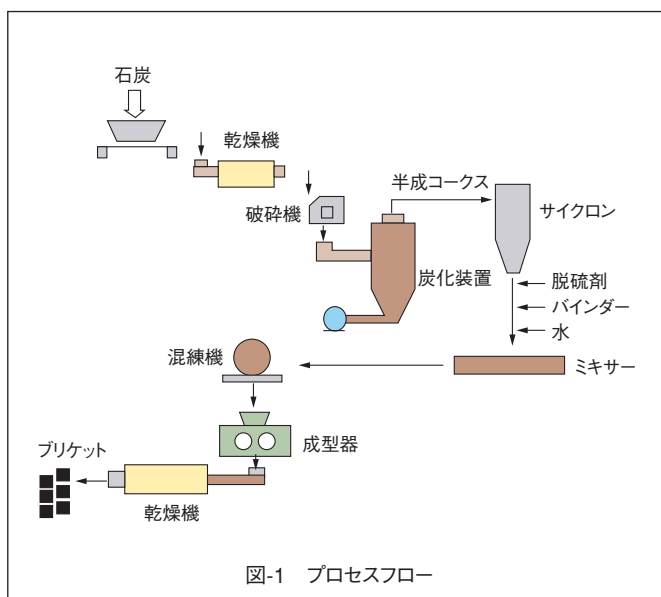 石炭
乾燥機
破砕機
半成コークス
サイクロン
炭化装置
脱硫剤
バインダー
水
ミキサー
混練機
成型器
ブリケット
乾燥機
図-1 プロセスフロー